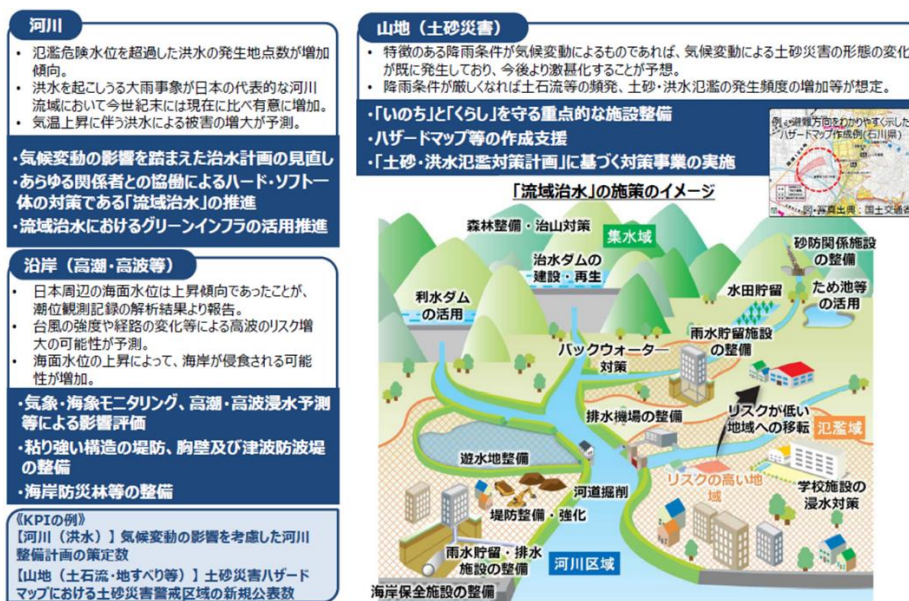 河川
• 氾濫危険水位を超過した洪水の発生地点数が増加
傾向。
• 洪水を起こしうる大雨事象が日本の代表的な河川
流域において今世紀末には現在に比べ有意に増加。
• 気温上昇に伴う洪水による被害の増大が予測。
・気候変動の影響を踏まえた治水計画の見直し
・あらゆる関係者との協働によるハード・ソフト一
体の対策である「流域治水」の推進
・流域治水におけるグリーンインフラの活用推進
沿岸（高潮・高波等）
• 日本周辺の海面水位は上昇傾向であったことが、
潮位観測記録の解析結果より報告。
• 台風の強度や経路の変化等による高波のリスク増
大の可能性が予測。
• 海面水位の上昇によって、海岸が侵食される可能
性が増加。
・気象・海象モニタリング、高潮・高波浸水予測
等による影響評価
・粘り強い構造の堤防、胸壁及び津波防波堤
の整備
・海岸防災林等の整備
《KPIの例》
【河川（洪水）】気候変動の影響を考慮した河川
整備計画の策定数
【山地（土石流・地すべり等）】土砂災害ハザード
マップにおける土砂災害警戒区域の新規公表数
山地（土砂災害）
• 特徴のある降雨条件が気候変動によるものであれば、気候変動による土砂災害の形態の変化
が既に発生しており、今後より激甚化することが予想。
• 降雨条件が厳しくなれば土石流等の頻発、土砂・洪水氾濫の発生頻度の増加等が想定。
・「いのち」と「くらし」を守る重点的な施設整備
・ハザードマップ等の作成支援
・「土砂・洪水氾濫対策計画」に基づく対策事業の実施
例：避難方向をわかりやすく示した
ハザードマップ作成例(石川県)
図・写真出典：国土交通省
「流域治水」の施策のイメージ
森林整備・治山対策
集水域
砂防関係施設
の整備
治水ダムの
建設・再生
水田貯留
ため池等
の活用
利水ダム
の活用
雨水貯留施設
の整備
バックウォーター
対策
排水機場の整備
リスクが低い
地域への移転
氾濫域
遊水地整備
リスクの高い地
域
学校施設の
浸水対策
河道掘削
堤防整備・強化
雨水貯留・排水
施設の整備
河川区域
海岸保全施設の整備